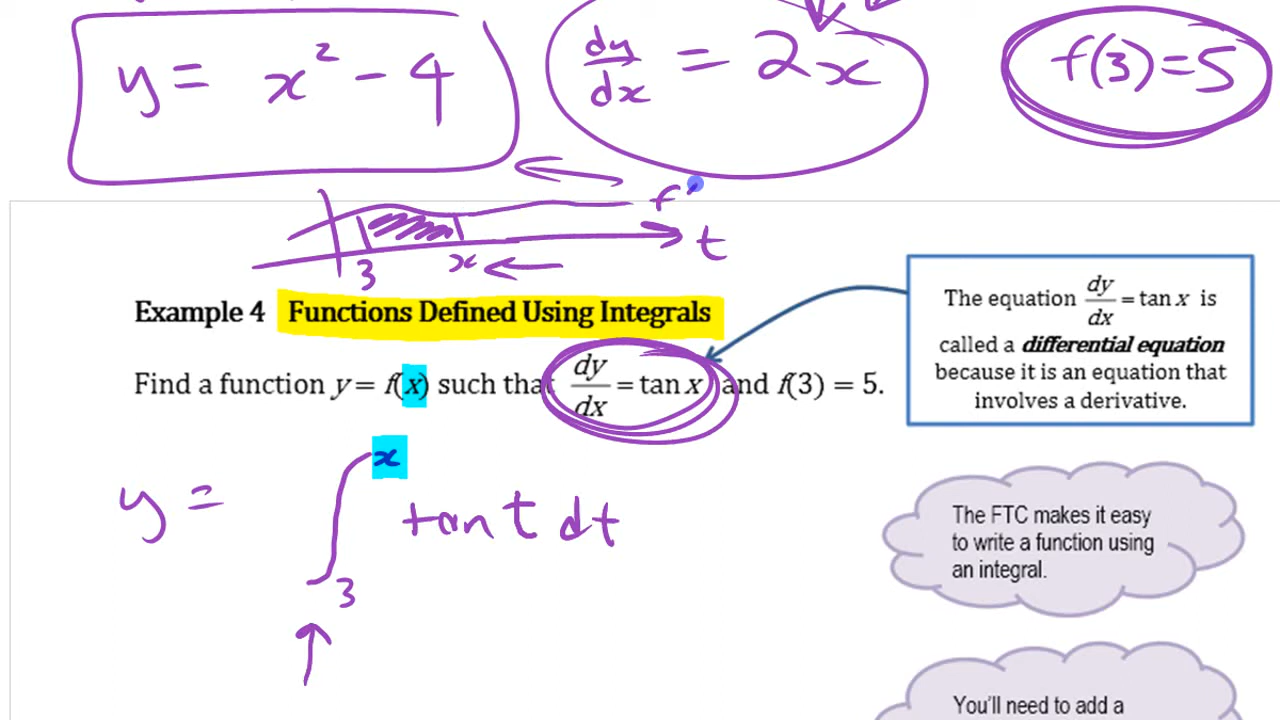 y = x² - 4
dy/dx = 2x
f(3) = 5
f'
t
3
x
Example 4 Functions Defined Using Integrals
Find a function y = f(x) such that dy/dx = tan x and f(3) = 5.
The equation dy/dx = tan x is
called a differential equation
because it is an equation that
involves a derivative.
y = ∫₃ˣ tan t dt
The FTC makes it easy
to write a function using
an integral.
You'll need to add a